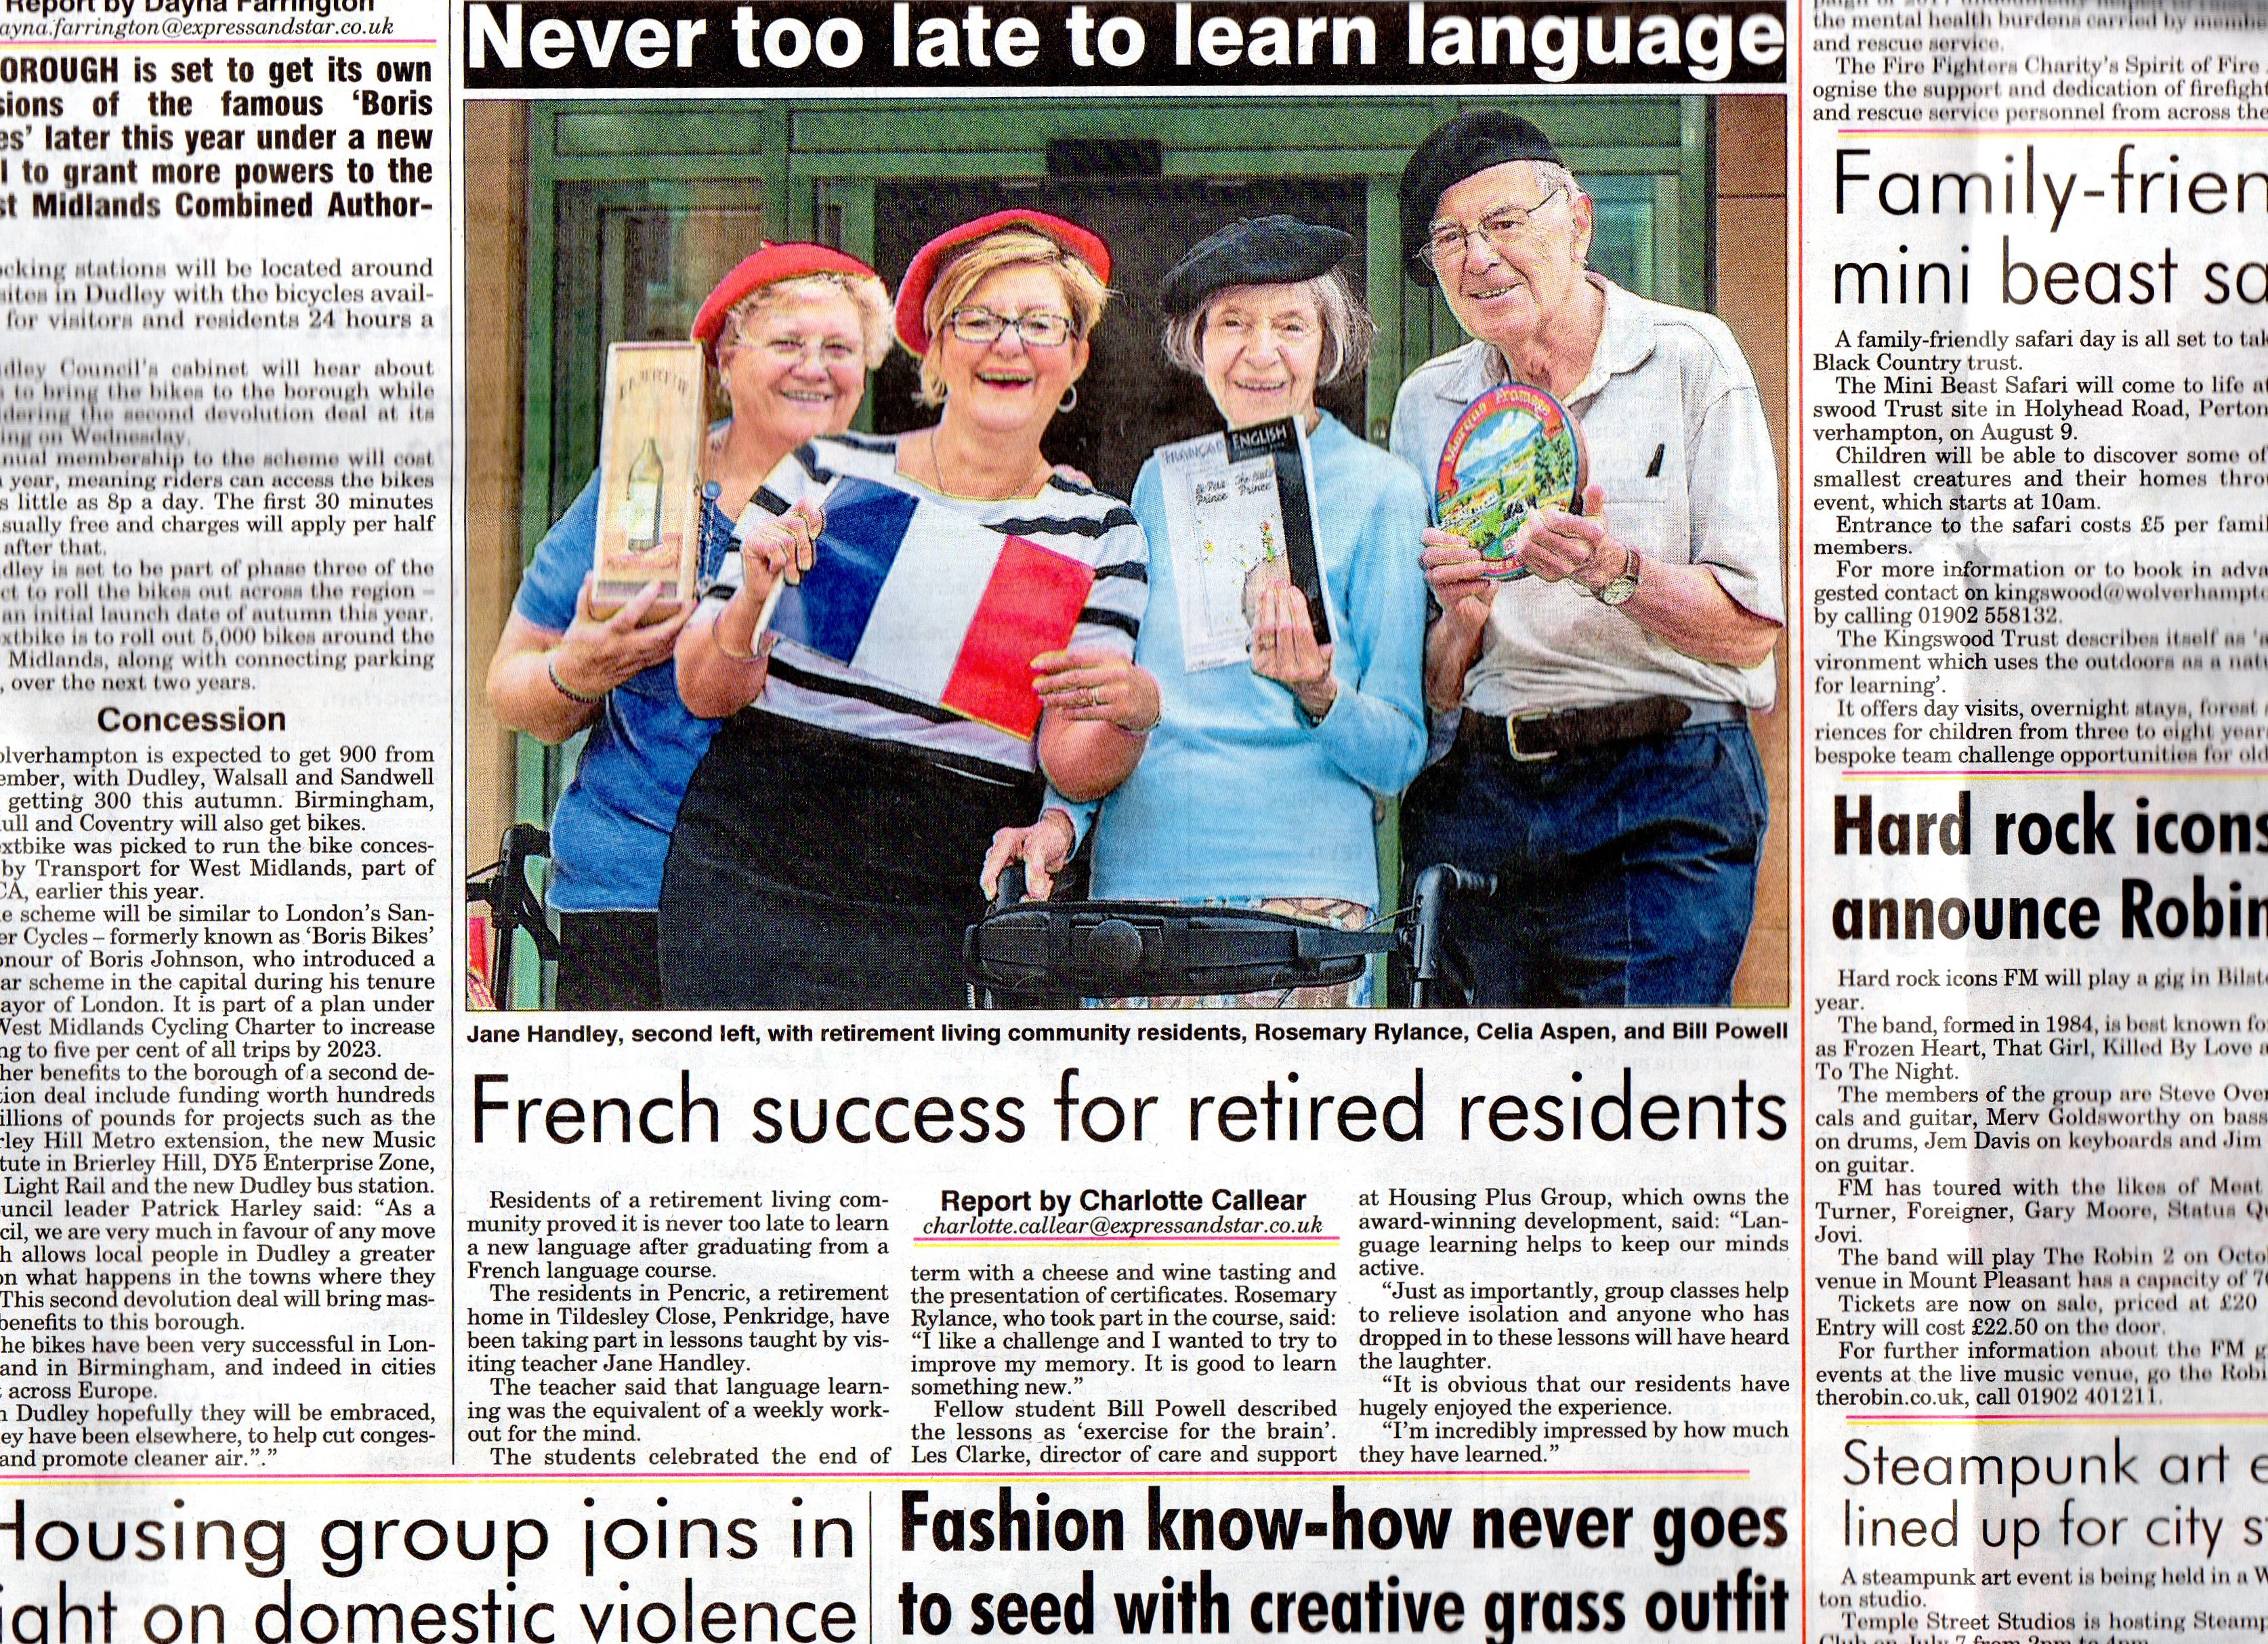 Report by Dayna Farrington
ayna.farrington@expressandstar.co.uk
OROUGH is set to get its own
sions of the famous ‘Boris
es’ later this year under a new
l to grant more powers to the
st Midlands Combined Author-
cking stations will be located around
sites in Dudley with the bicycles avail-
for visitors and residents 24 hours a
dley Council’s cabinet will hear about
to bring the bikes to the borough while
dering the second devolution deal at its
ing on Wednesday.
nual membership to the scheme will cost
year, meaning riders can access the bikes
s little as 8p a day. The first 30 minutes
sually free and charges will apply per half
after that.
dley is set to be part of phase three of the
ct to roll the bikes out across the region –
an initial launch date of autumn this year.
xtbike is to roll out 5,000 bikes around the
Midlands, along with connecting parking
, over the next two years.
Concession
olverhampton is expected to get 900 from
ember, with Dudley, Walsall and Sandwell
getting 300 this autumn. Birmingham,
ull and Coventry will also get bikes.
xtbike was picked to run the bike conces-
by Transport for West Midlands, part of
CA, earlier this year.
e scheme will be similar to London’s San-
er Cycles – formerly known as ‘Boris Bikes’
onour of Boris Johnson, who introduced a
ar scheme in the capital during his tenure
ayor of London. It is part of a plan under
West Midlands Cycling Charter to increase
ng to five per cent of all trips by 2023.
her benefits to the borough of a second de-
tion deal include funding worth hundreds
illions of pounds for projects such as the
rley Hill Metro extension, the new Music
tute in Brierley Hill, DY5 Enterprise Zone,
Light Rail and the new Dudley bus station.
uncil leader Patrick Harley said: “As a
cil, we are very much in favour of any move
h allows local people in Dudley a greater
on what happens in the towns where they
This second devolution deal will bring mas-
benefits to this borough.
he bikes have been very successful in Lon-
and in Birmingham, and indeed in cities
across Europe.
n Dudley hopefully they will be embraced,
ey have been elsewhere, to help cut conges-
and promote cleaner air.”.”
Never too late to learn language
FRANÇAIS ENGLISH
Le Petit Prince The Little Prince
Fromage
Jane Handley, second left, with retirement living community residents, Rosemary Rylance, Celia Aspen, and Bill Powell
French success for retired residents
Residents of a retirement living com-
munity proved it is never too late to learn
a new language after graduating from a
French language course.
The residents in Pencric, a retirement
home in Tildesley Close, Penkridge, have
been taking part in lessons taught by vis-
iting teacher Jane Handley.
The teacher said that language learn-
ing was the equivalent of a weekly work-
out for the mind.
The students celebrated the end of
Report by Charlotte Callear
charlotte.callear@expressandstar.co.uk
term with a cheese and wine tasting and
the presentation of certificates. Rosemary
Rylance, who took part in the course, said:
“I like a challenge and I wanted to try to
improve my memory. It is good to learn
something new.”
Fellow student Bill Powell described
the lessons as ‘exercise for the brain’.
Les Clarke, director of care and support
at Housing Plus Group, which owns the
award-winning development, said: “Lan-
guage learning helps to keep our minds
active.
“Just as importantly, group classes help
to relieve isolation and anyone who has
dropped in to these lessons will have heard
the laughter.
“It is obvious that our residents have
hugely enjoyed the experience.
“I’m incredibly impressed by how much
they have learned.”
Housing group joins in
ight on domestic violence
Fashion know-how never goes
to seed with creative grass outfit
the mental health burdens carried by
and rescue service.
The Fire Fighters Charity’s Spirit of Fire
ognise the support and dedication of firefight
and rescue service personnel from across the
Family-frien
mini beast sa
A family-friendly safari day is all set to tak
Black Country trust.
The Mini Beast Safari will come to life at
swood Trust site in Holyhead Road, Perton
verhampton, on August 9.
Children will be able to discover some of
smallest creatures and their homes thro
event, which starts at 10am.
Entrance to the safari costs £5 per famil
members.
For more information or to book in adva
gested contact on kingswood@wolverhampto
by calling 01902 558132.
The Kingswood Trust describes itself as ‘a
vironment which uses the outdoors as a natu
for learning’.
It offers day visits, overnight stays, forest
riences for children from three to eight year
bespoke team challenge opportunities for old
Hard rock icons
announce Robin
Hard rock icons FM will play a gig in Bilst
year.
The band, formed in 1984, is best known fo
as Frozen Heart, That Girl, Killed By Love a
To The Night.
The members of the group are Steve Over
cals and guitar, Merv Goldsworthy on bass
on drums, Jem Davis on keyboards and Jim
on guitar.
FM has toured with the likes of Meat
Turner, Foreigner, Gary Moore, Status Qu
Jovi.
The band will play The Robin 2 on Octo
venue in Mount Pleasant has a capacity of 70
Tickets are now on sale, priced at £20
Entry will cost £22.50 on the door.
For further information about the FM g
events at the live music venue, go the Robi
therobin.co.uk, call 01902 401211.
Steampunk art e
lined up for city s
A steampunk art event is being held in a W
ton studio.
Temple Street Studios is hosting Steam
Club on July 7 from 2pm to 4pm